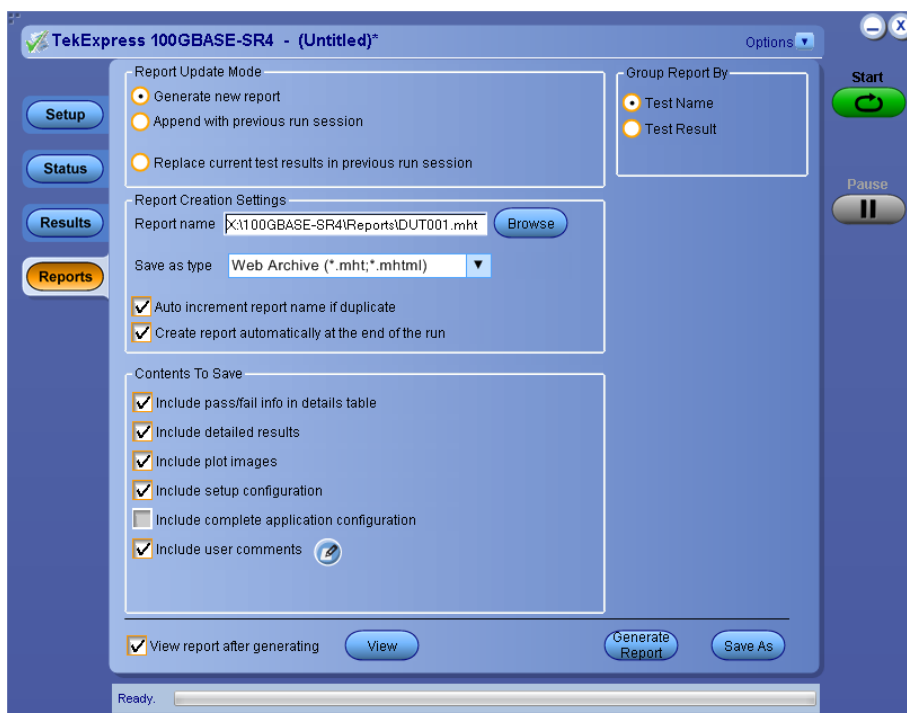 TekExpress 100GBASE-SR4 - (Untitled)*
Options
X
Start
Pause
Setup
Status
Results
Reports
Report Update Mode
Generate new report
Append with previous run session
Replace current test results in previous run session
Group Report By
Test Name
Test Result
Report Creation Settings
Report name X:\100GBASE-SR4\Reports\DUT001.mht Browse
Save as type Web Archive (*.mht;*.mhtml)
Auto increment report name if duplicate
Create report automatically at the end of the run
Contents To Save
Include pass/fail info in details table
Include detailed results
Include plot images
Include setup configuration
Include complete application configuration
Include user comments
View report after generating View
Generate
Report
Save As
Ready.